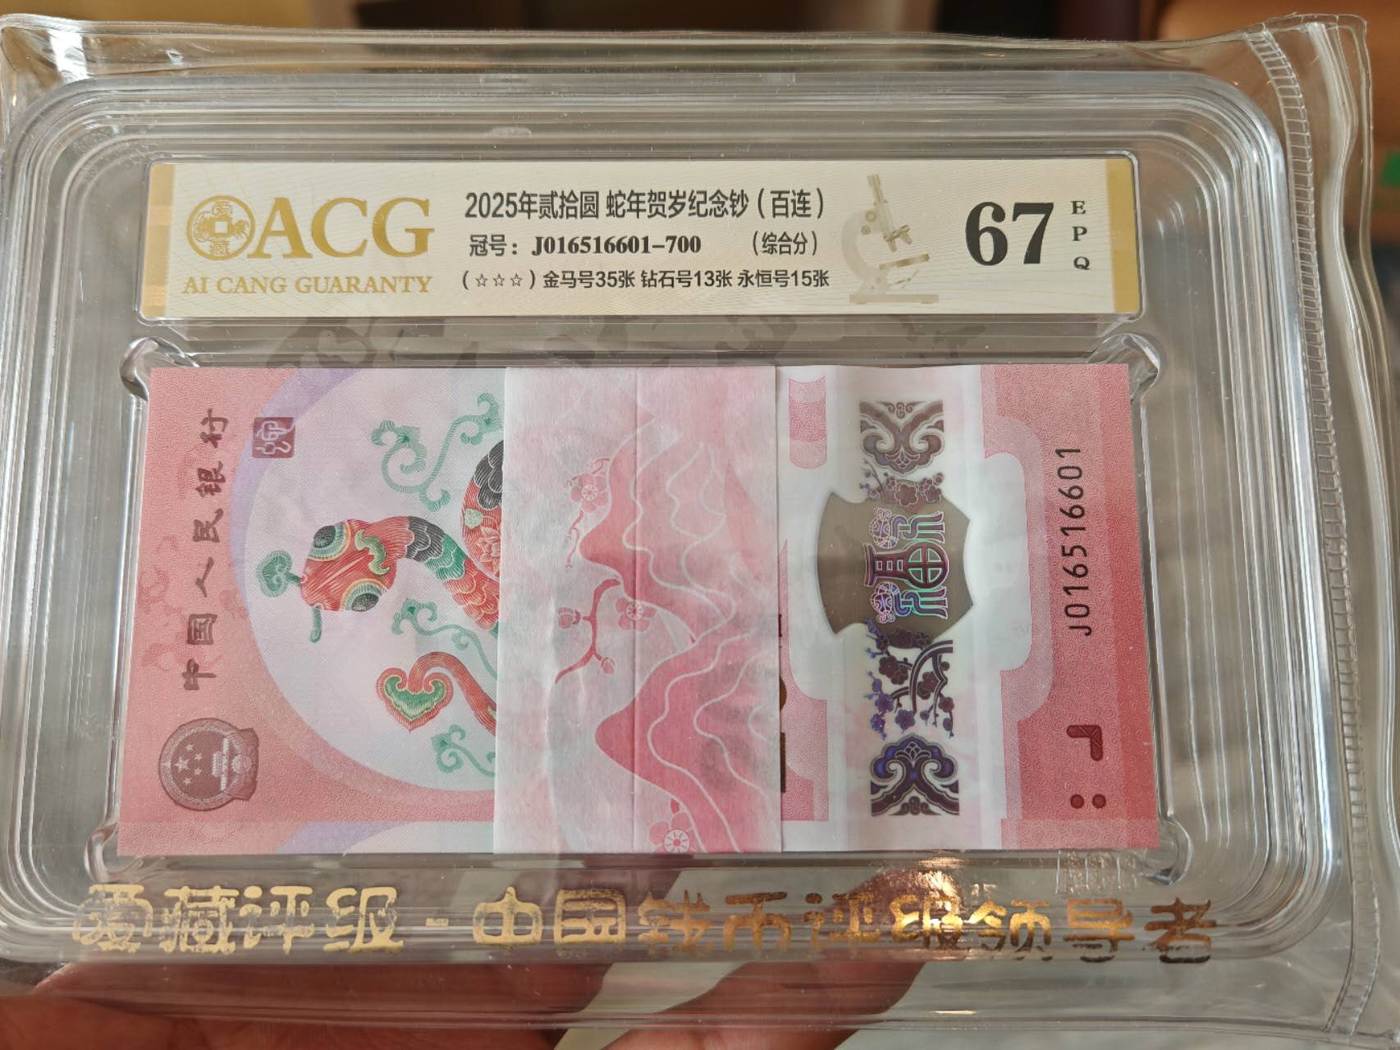 ACG
AI CANG GUARANTY
2025年贰拾圆 蛇年贺岁纪念钞（百连）
冠号：J016516601-700 （综合分）
（☆☆☆）金马号35张 钻石号13张 永恒号15张
67
EPQ
中国人民银行
福
J016516601
爱藏评级-中国钱币评级领导者